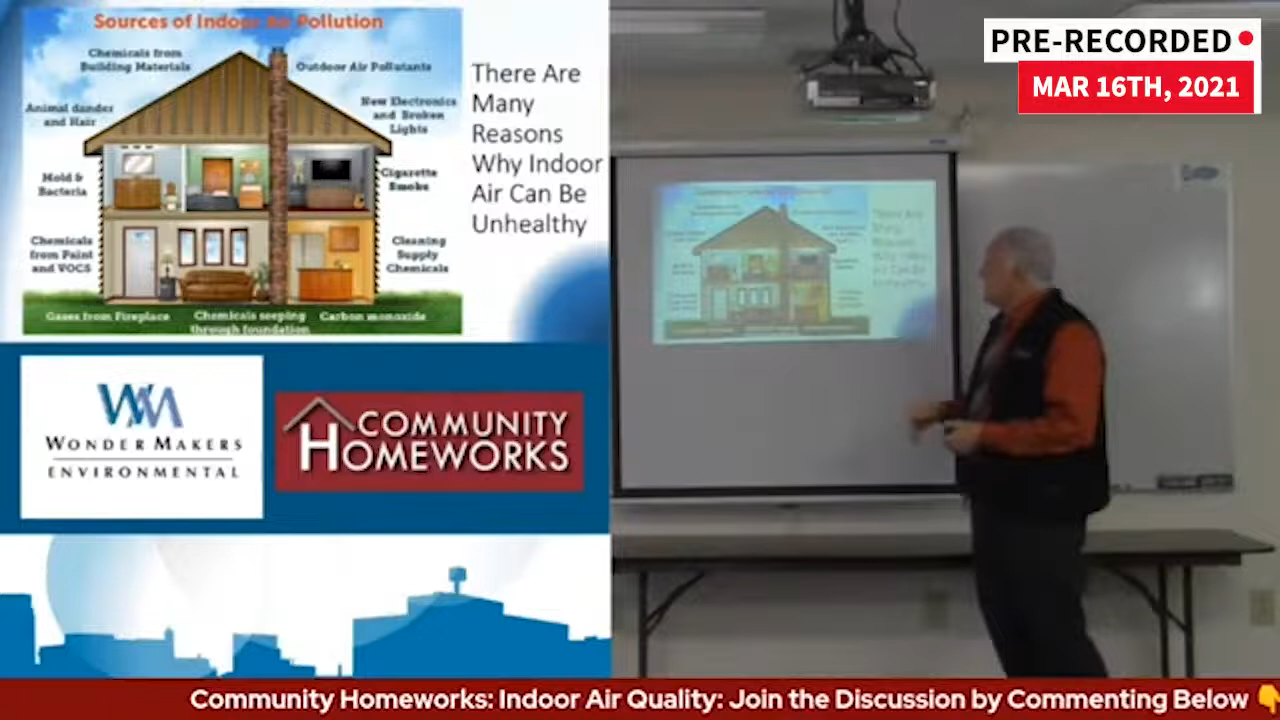 Sources of Indoor Air Pollution
Chemicals from
Building Materials
Outdoor Air Pollutants
Animal dander
and Hair
New Electronics
and Broken
Lights
Mold &
Bacteria
Cigarette
Smoke
Chemicals
from Paint
and VOCS
Cleaning
Supply
Chemicals
Gases from Fireplace
Chemicals seeping
through foundation
Carbon monoxide
There Are
Many
Reasons
Why Indoor
Air Can Be
Unhealthy
PRE-RECORDED
MAR 16TH, 2021
WM
WONDER MAKERS
ENVIRONMENTAL
COMMUNITY
HOMEWORKS
Community Homeworks: Indoor Air Quality: Join the Discussion by Commenting Below 👇